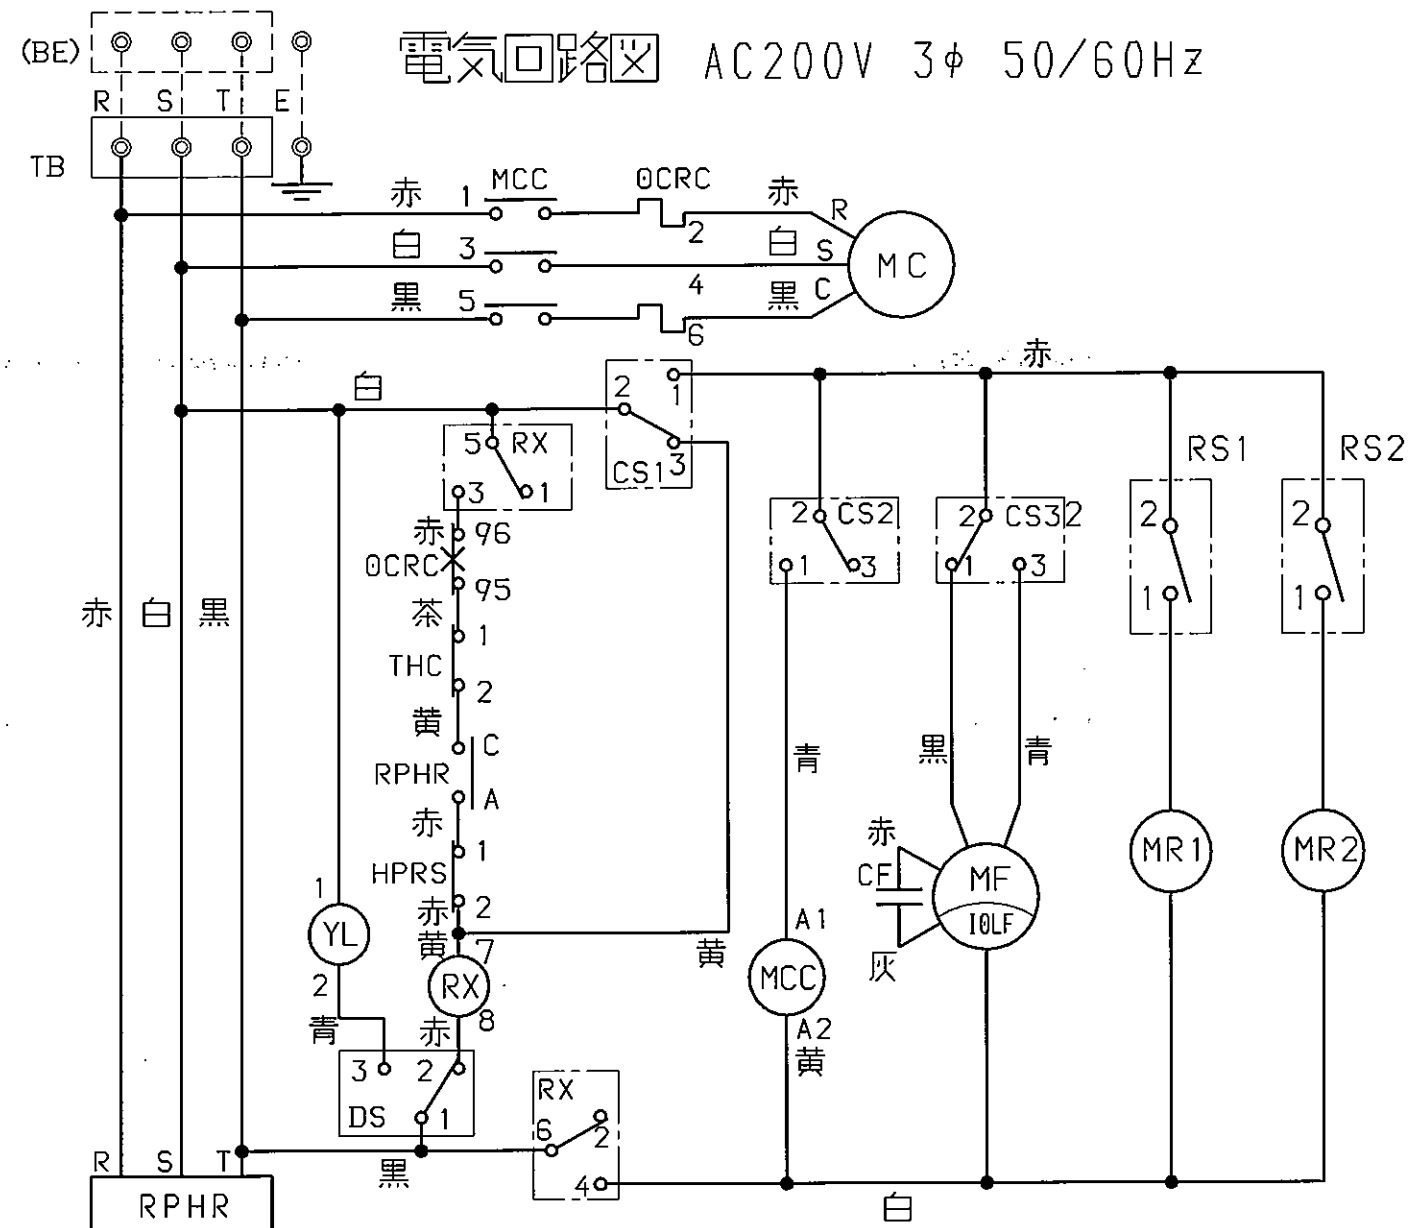 電気回路図 AC200V 3φ 50/60Hz
(BE)
R S T E
TB
赤 1 MCC OCRC 2 赤 R
白 3 4 白 S MC
黒 5 6 黒 C
白 2 1 赤
CS1 3
5 RX
3 1
RS1 RS2
2 CS2 2 CS32 2 2
1 3 1 3 1 1
赤 96
OCRC
95
赤 白 黒 茶
1
THC
2
黄
C
RPHR
A
赤
1
HPRS
2
赤
黄
7
青 黒 青
赤
CF MF MR1 MR2
IOLF
灰
1
YL
2
青
RX
8
赤
黄
A1
MCC
A2
黄
3 2
DS 1
RX
6 2
4
R S T
黒
白
RPHR